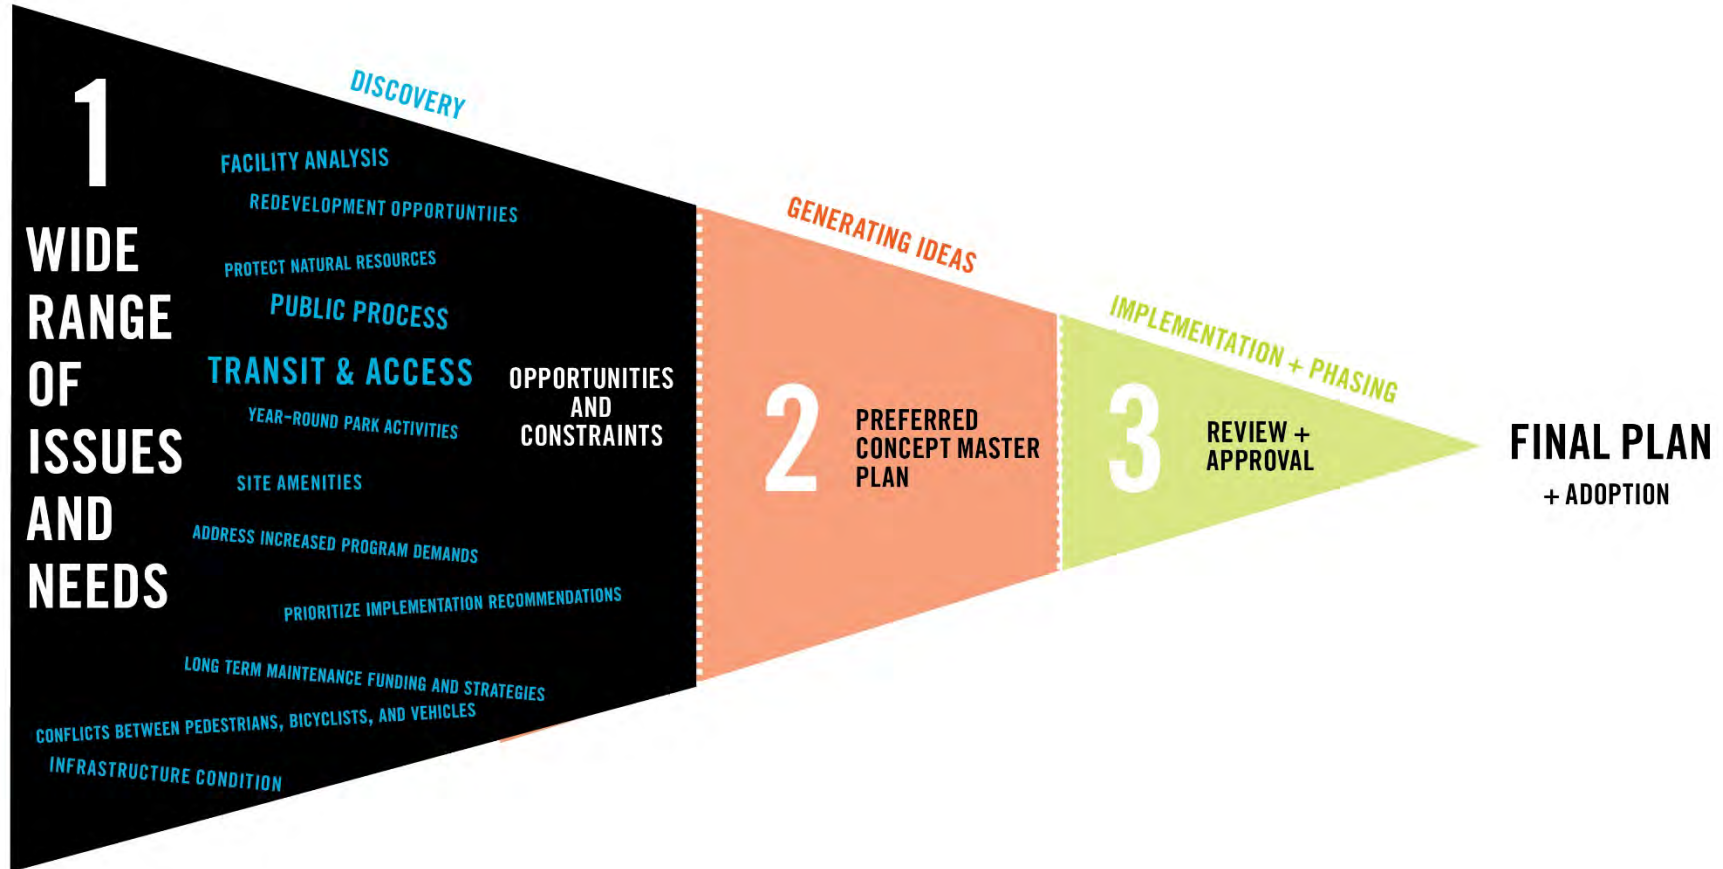 1
WIDE
RANGE
OF
ISSUES
AND
NEEDS
DISCOVERY
FACILITY ANALYSIS
REDEVELOPMENT OPPORTUNTIIES
PROTECT NATURAL RESOURCES
PUBLIC PROCESS
TRANSIT & ACCESS
YEAR-ROUND PARK ACTIVITIES
SITE AMENITIES
ADDRESS INCREASED PROGRAM DEMANDS
PRIORITIZE IMPLEMENTATION RECOMMENDATIONS
LONG TERM MAINTENANCE FUNDING AND STRATEGIES
CONFLICTS BETWEEN PEDESTRIANS, BICYCLISTS, AND VEHICLES
INFRASTRUCTURE CONDITION
OPPORTUNITIES
AND
CONSTRAINTS
GENERATING IDEAS
2
PREFERRED
CONCEPT MASTER
PLAN
IMPLEMENTATION + PHASING
3
REVIEW +
APPROVAL
FINAL PLAN
+ ADOPTION